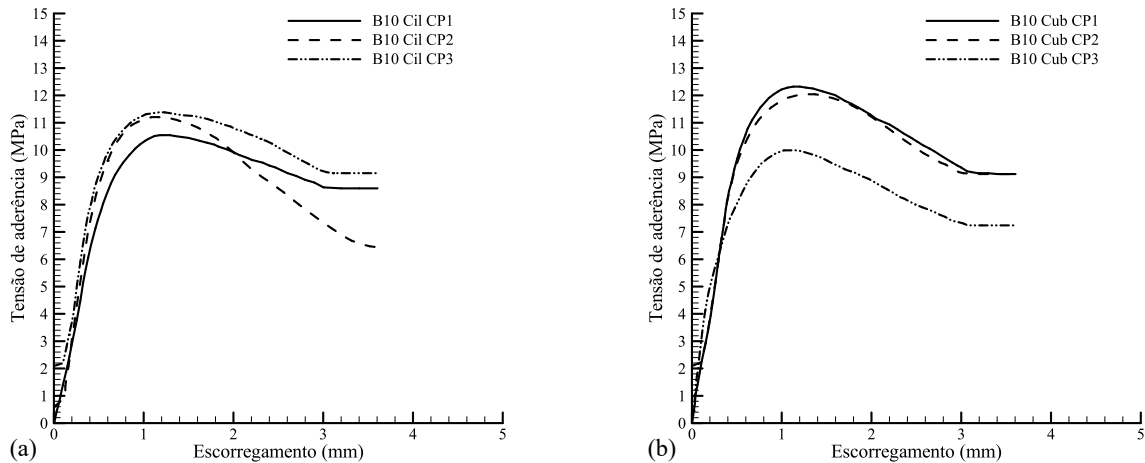 B10 Cil CP1
B10 Cil CP2
B10 Cil CP3
Tensão de aderência (MPa)
15
14
13
12
11
10
9
8
7
6
5
4
3
2
1
0
0 1 2 3 4 5
Escorregamento (mm)
(a)
B10 Cub CP1
B10 Cub CP2
B10 Cub CP3
Tensão de aderência (MPa)
15
14
13
12
11
10
9
8
7
6
5
4
3
2
1
0
0 1 2 3 4 5
Escorregamento (mm)
(b)